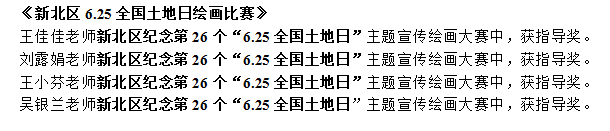 《新北区 6.25 全国土地日绘画比赛》
王佳佳老师新北区纪念第 26 个“6.25 全国土地日”主题宣传绘画大赛中，获指导奖。
刘露娟老师新北区纪念第 26 个“6.25 全国土地日”主题宣传绘画大赛中，获指导奖。
王小芬老师新北区纪念第 26 个“6.25 全国土地日”主题宣传绘画大赛中，获指导奖。
吴银兰老师新北区纪念第 26 个“6.25 全国土地日”主题宣传绘画大赛中，获指导奖。